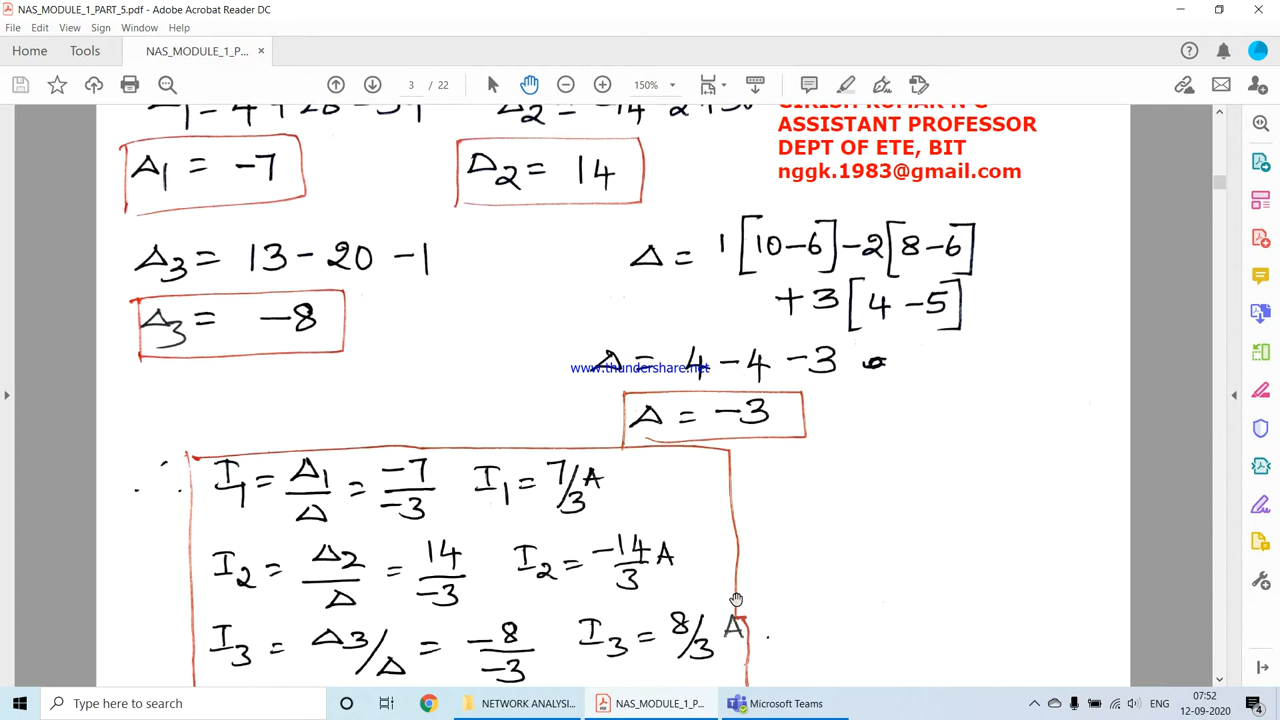 NAS_MODULE_1_PART_5.pdf - Adobe Acrobat Reader DC
File Edit View Sign Window Help
Home Tools NAS_MODULE_1_P... ×
3 / 22 150%
ASSISTANT PROFESSOR
DEPT OF ETE, BIT
nggk.1983@gmail.com
Δ1 = -7 Δ2 = 14
Δ3 = 13 - 20 - 1 Δ = 1[10-6] -2[8-6]
+3[4-5]
Δ3 = -8
Δ = 4 - 4 - 3
www.thundershare.net
Δ = -3
∴ I1 = Δ1/Δ = -7/-3 I1 = 7/3 A
I2 = Δ2/Δ = 14/-3 I2 = -14/3 A
I3 = Δ3/Δ = -8/-3 I3 = 8/3 A
Type here to search
NETWORK ANALYSI... NAS_MODULE_1_P... Microsoft Teams
07:52
12-09-2020
4